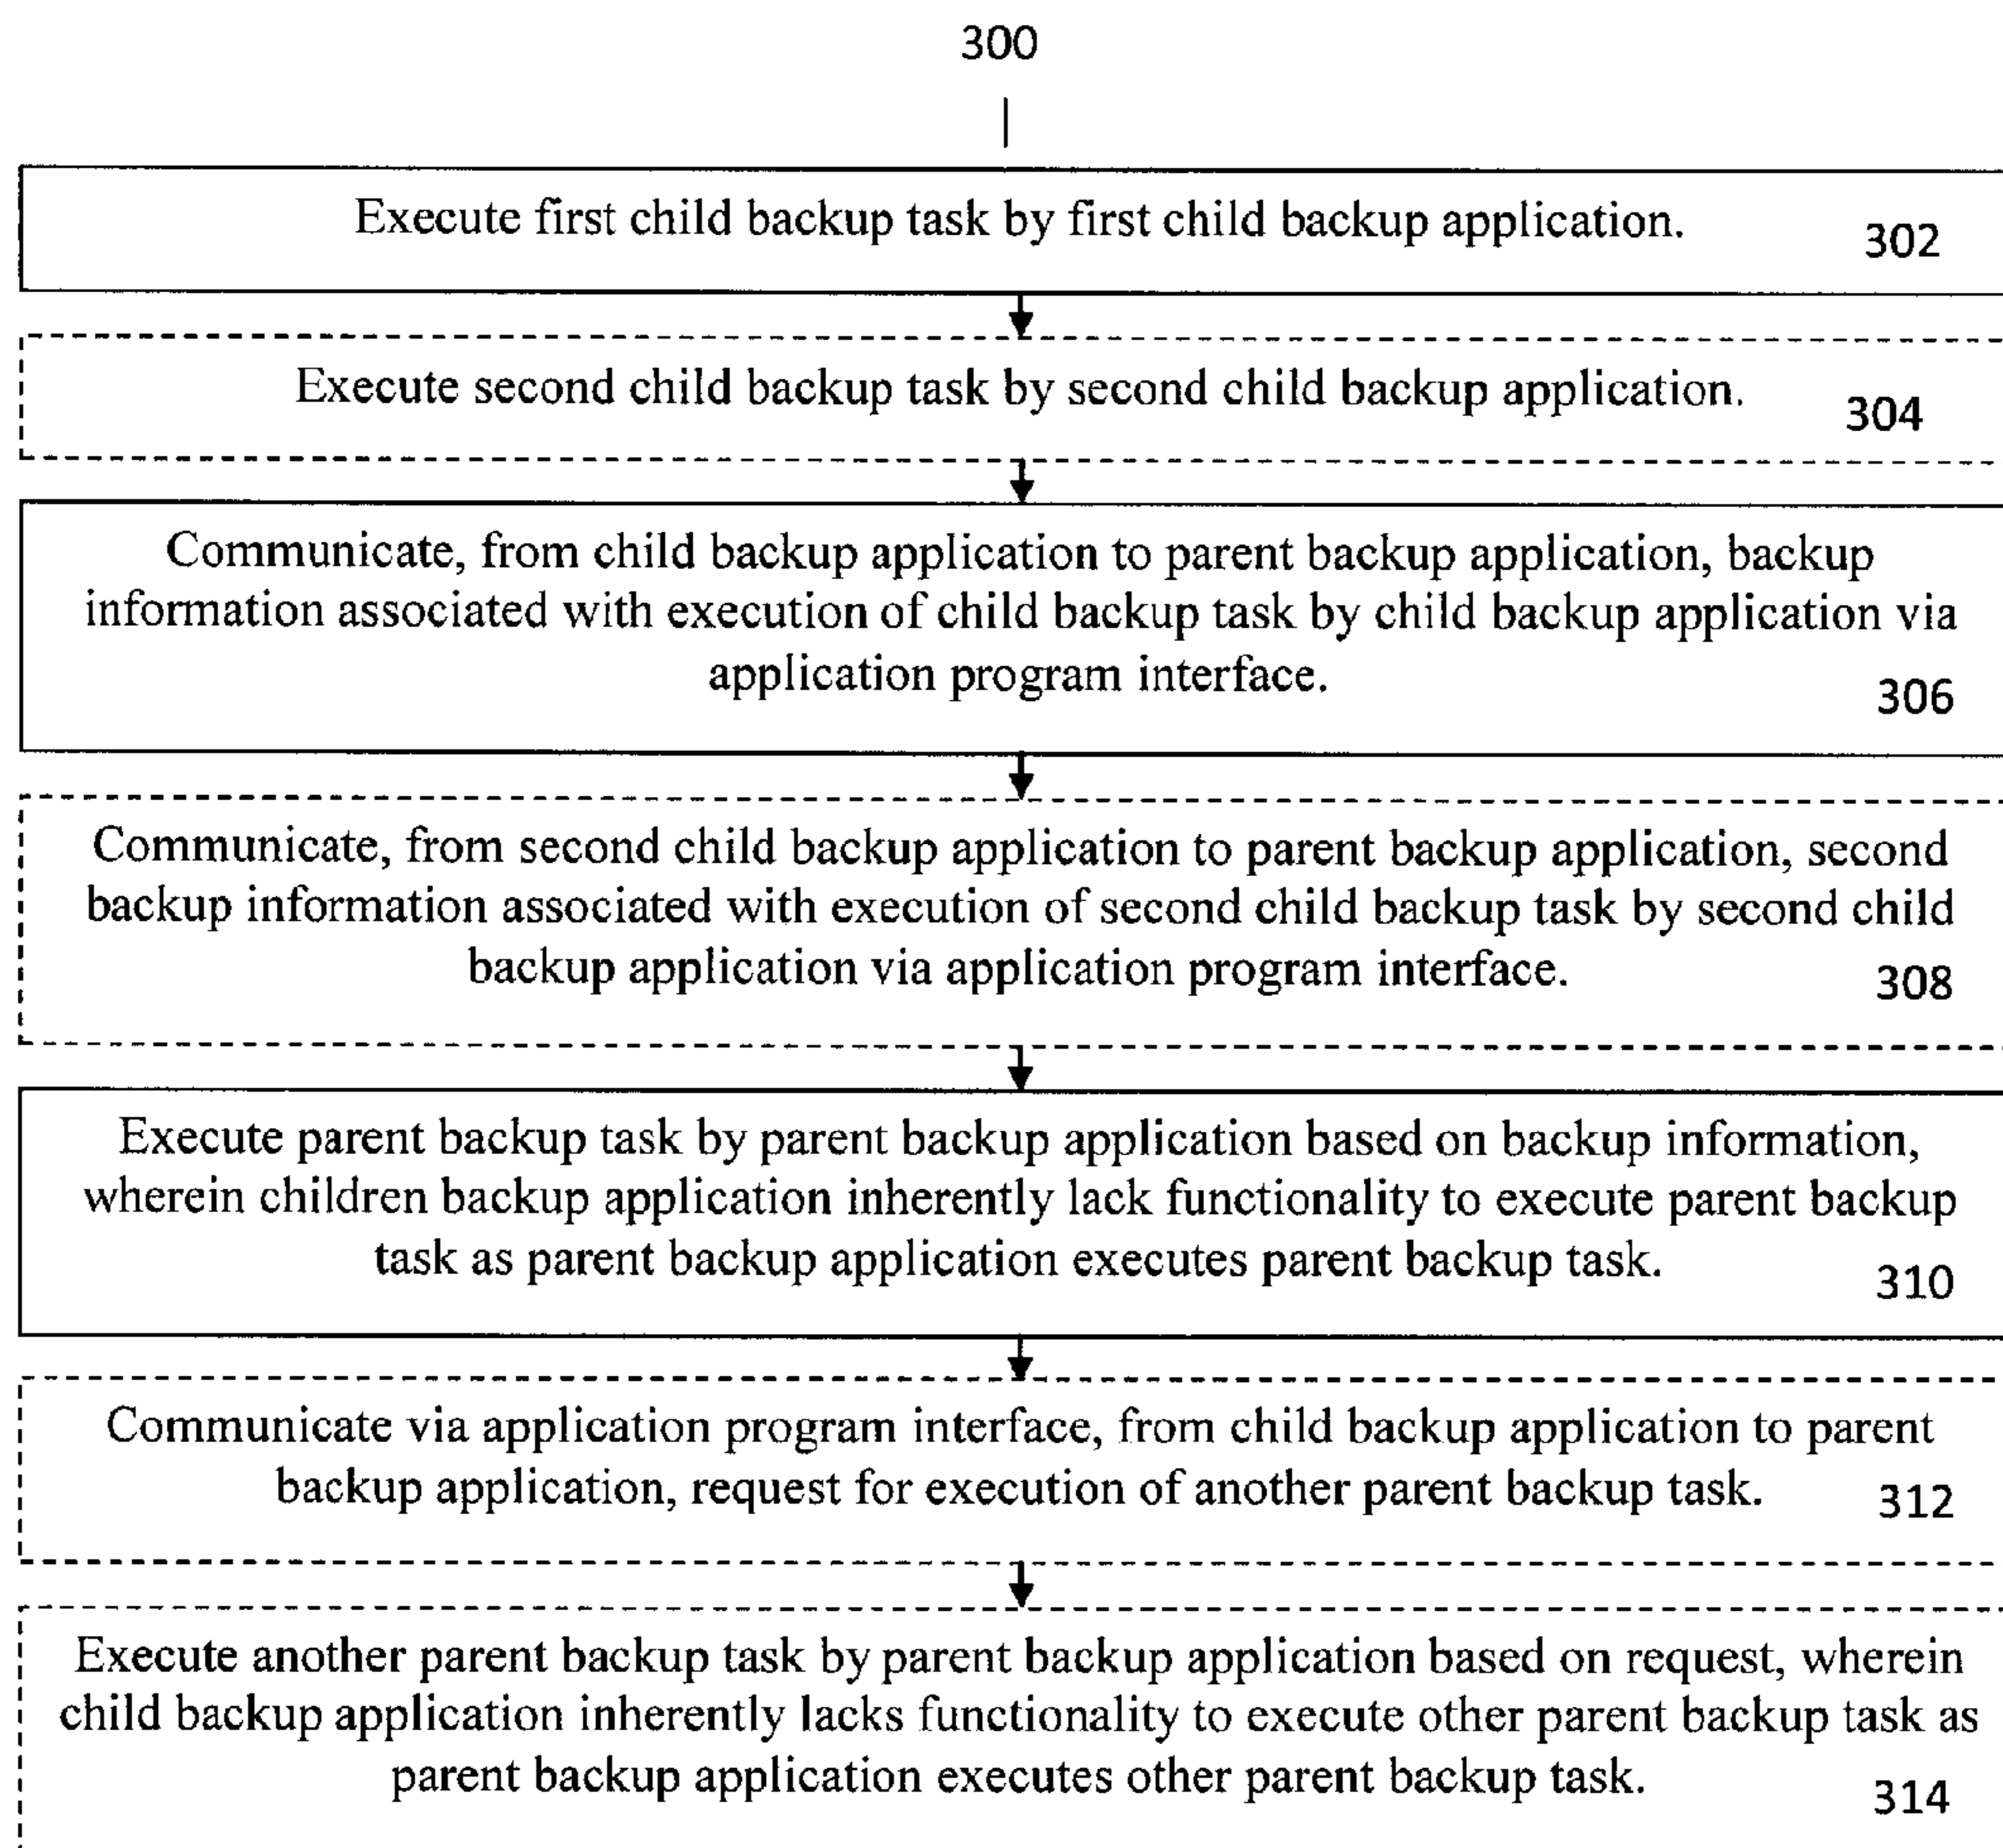 300
Execute first child backup task by first child backup application.
302
Execute second child backup task by second child backup application.
304
Communicate, from child backup application to parent backup application, backup
information associated with execution of child backup task by child backup application via
application program interface.
306
Communicate, from second child backup application to parent backup application, second
backup information associated with execution of second child backup task by second child
backup application via application program interface.
308
Execute parent backup task by parent backup application based on backup information,
wherein children backup application inherently lack functionality to execute parent backup
task as parent backup application executes parent backup task.
310
Communicate via application program interface, from child backup application to parent
backup application, request for execution of another parent backup task.
312
Execute another parent backup task by parent backup application based on request, wherein
child backup application inherently lacks functionality to execute other parent backup task as
parent backup application executes other parent backup task.
314